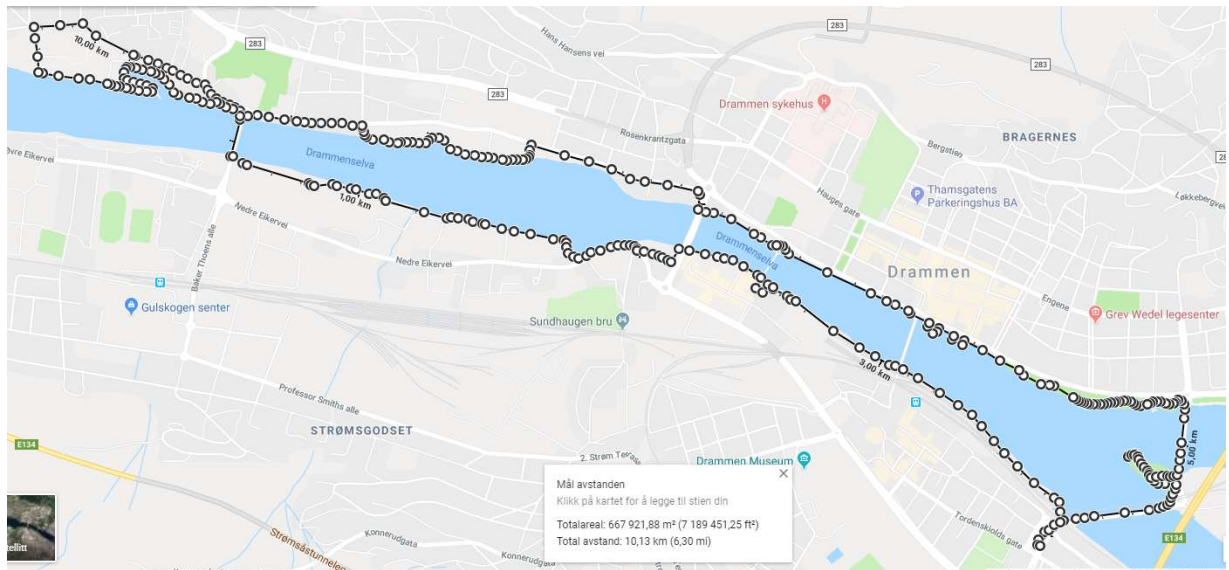 10,00 km
283
Hans Hansens vei
283
283
Drammen sykehus
H
BRAGERNES
Rosenkrantzgata
Bergstien
Drammenselva
Øvre Eikervei
Thamsgatens
Parkeringshus BA
P
Hauges gate
Løkkebergvei
1,00 km
Nedre Eikervei
Drammenselva
Baker Thoens alle
Nedre Eikervei
Drammen
Engene
Gulskogen senter
Sundhaugen bru
Grev Wedel legesenter
3,00 km
Professor Smiths alle
STRØMSGODSET
E134
5,00 km
2. Strøm Terrasse
Drammen Museum
E134
Mål avstanden
Klikk på kartet for å legge til stien din
Totalareal: 667 921,88 m² (7 189 451,25 ft²)
Total avstand: 10,13 km (6,30 mi)
Tordenskiolds gate
Konnerudgata
Strømsåstunnelen
Konnerudgata
E134